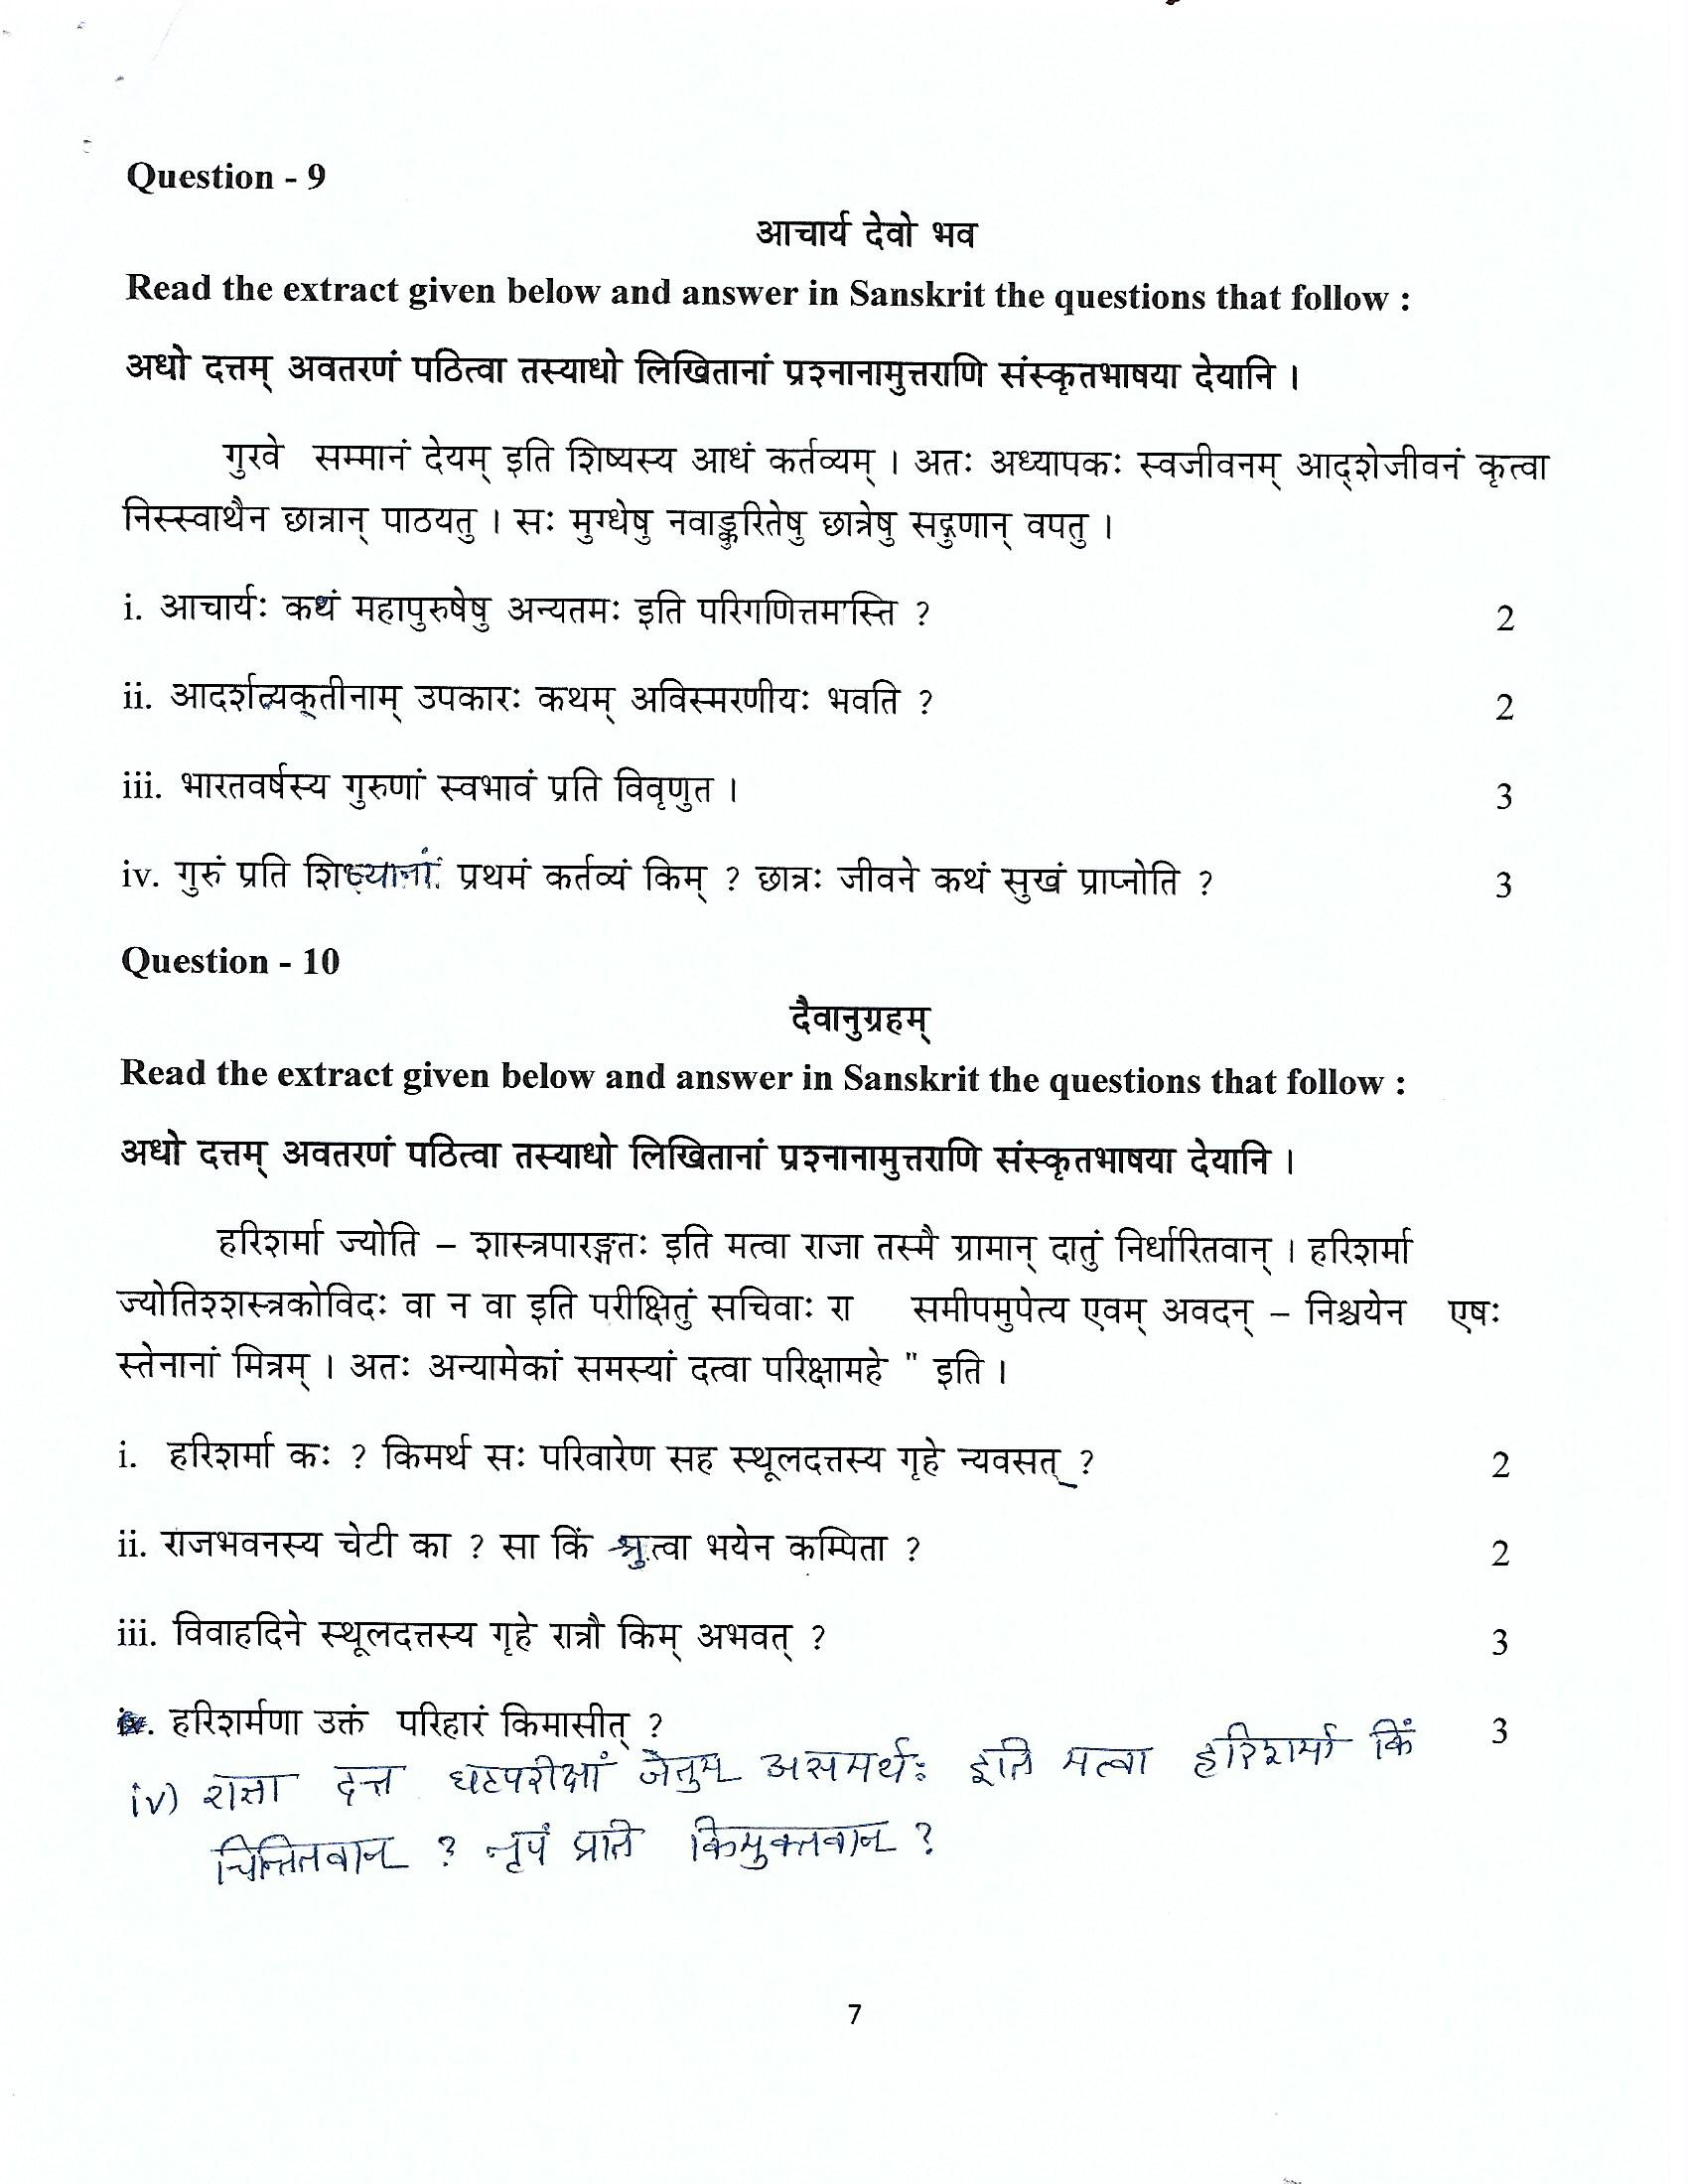 Question - 9
आचार्य देवो भव
Read the extract given below and answer in Sanskrit the questions that follow :
अधो दत्तम् अवतरणं पठित्वा तस्याधो लिखितानां प्रश्नानामुत्तराणि संस्कृतभाषया देयानि ।
गुरवे सम्मानं देयम् इति शिष्यस्य आधं कर्तव्यम् । अतः अध्यापकः स्वजीवनम् आद्शेजीवनं कृत्वा
निस्स्वाथैन छात्रान् पाठयतु । सः मुग्धेषु नवाङ्कुरितेषु छात्रेषु सद्गुणान् वपतु ।
i. आचार्यः कथं महापुरुषेषु अन्यतमः इति परिगणित्तमस्ति ? 2
ii. आदर्शव्यक्तीनाम् उपकारः कथम् अविस्मरणीयः भवति ? 2
iii. भारतवर्षस्य गुरुणां स्वभावं प्रति विवृणुत । 3
iv. गुरुं प्रति शिष्यानां प्रथमं कर्तव्यं किम् ? छात्रः जीवने कथं सुखं प्राप्नोति ? 3
Question - 10
दैवानुग्रहम्
Read the extract given below and answer in Sanskrit the questions that follow :
अधो दत्तम् अवतरणं पठित्वा तस्याधो लिखितानां प्रश्नानामुत्तराणि संस्कृतभाषया देयानि ।
हरिशर्मा ज्योति – शास्त्रपारङ्गतः इति मत्वा राजा तस्मै ग्रामान् दातुं निर्धारितवान् । हरिशर्मा
ज्योतिश्शस्त्रकोविदः वा न वा इति परीक्षितुं सचिवाः रा समीपमुपेत्य एवम् अवदन् – निश्चयेन एषः
स्तेनानां मित्रम् । अतः अन्यामेकां समस्यां दत्वा परिक्षामहे " इति ।
i. हरिशर्मा कः ? किमर्थ सः परिवारेण सह स्थूलदत्तस्य गृहे न्यवसत् ? 2
ii. राजभवनस्य चेटी का ? सा किं श्रुत्वा भयेन कम्पिता ? 2
iii. विवाहदिने स्थूलदत्तस्य गृहे रात्रौ किम् अभवत् ? 3
हरिशर्मणा उक्तं परिहारं किमासीत् ? 3
iv) राज्ञा दत्त घटपरीक्षां जेतुम् असमर्थः इति मत्वा हरिशर्मा किं
चिन्तितवान् ? नृपं प्रति किमुक्तवान् ?
7